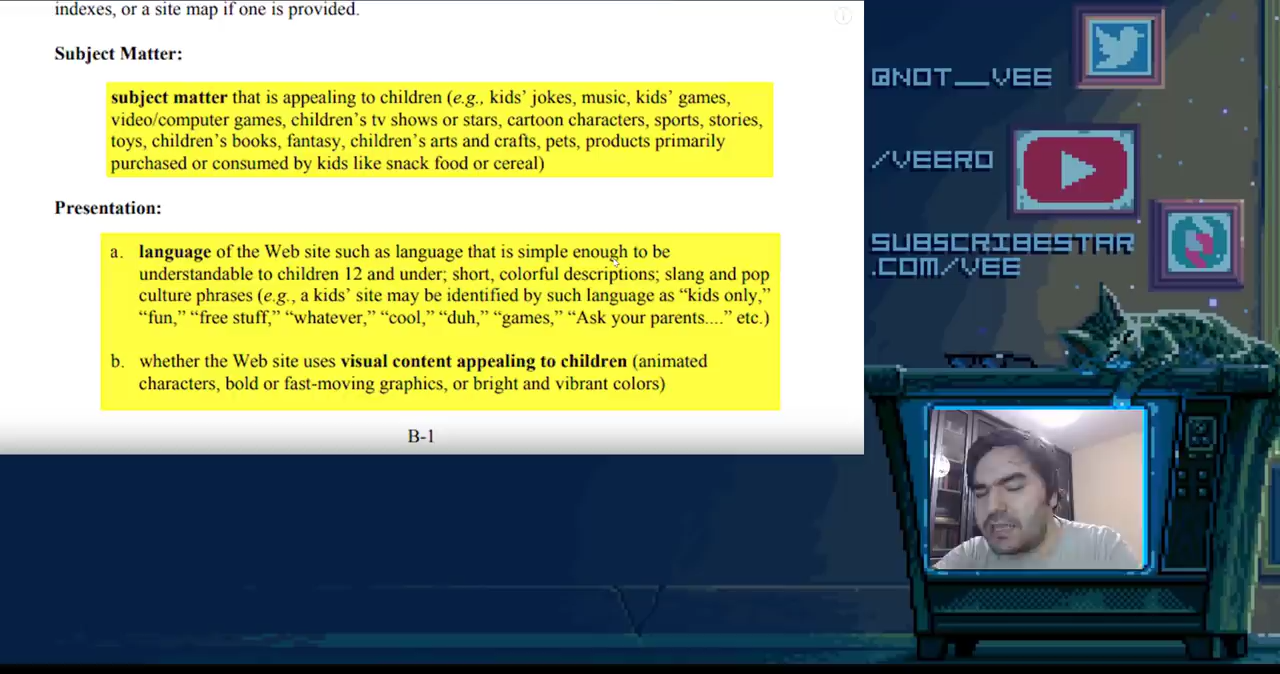 indexes, or a site map if one is provided.
Subject Matter:
subject matter that is appealing to children (e.g., kids' jokes, music, kids' games,
video/computer games, children's tv shows or stars, cartoon characters, sports, stories,
toys, children's books, fantasy, children's arts and crafts, pets, products primarily
purchased or consumed by kids like snack food or cereal)
Presentation:
a. language of the Web site such as language that is simple enough to be
understandable to children 12 and under; short, colorful descriptions; slang and pop
culture phrases (e.g., a kids' site may be identified by such language as “kids only,”
“fun,” “free stuff,” “whatever,” “cool,” “duh,” “games,” “Ask your parents....” etc.)
b. whether the Web site uses visual content appealing to children (animated
characters, bold or fast-moving graphics, or bright and vibrant colors)
B-1
@NOT__VEE
/VEERO
SUBSCRIBESTAR
.COM/VEE